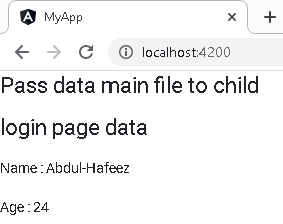 MyApp
localhost:4200
Pass data main file to child
login page data
Name : Abdul-Hafeez
Age : 24